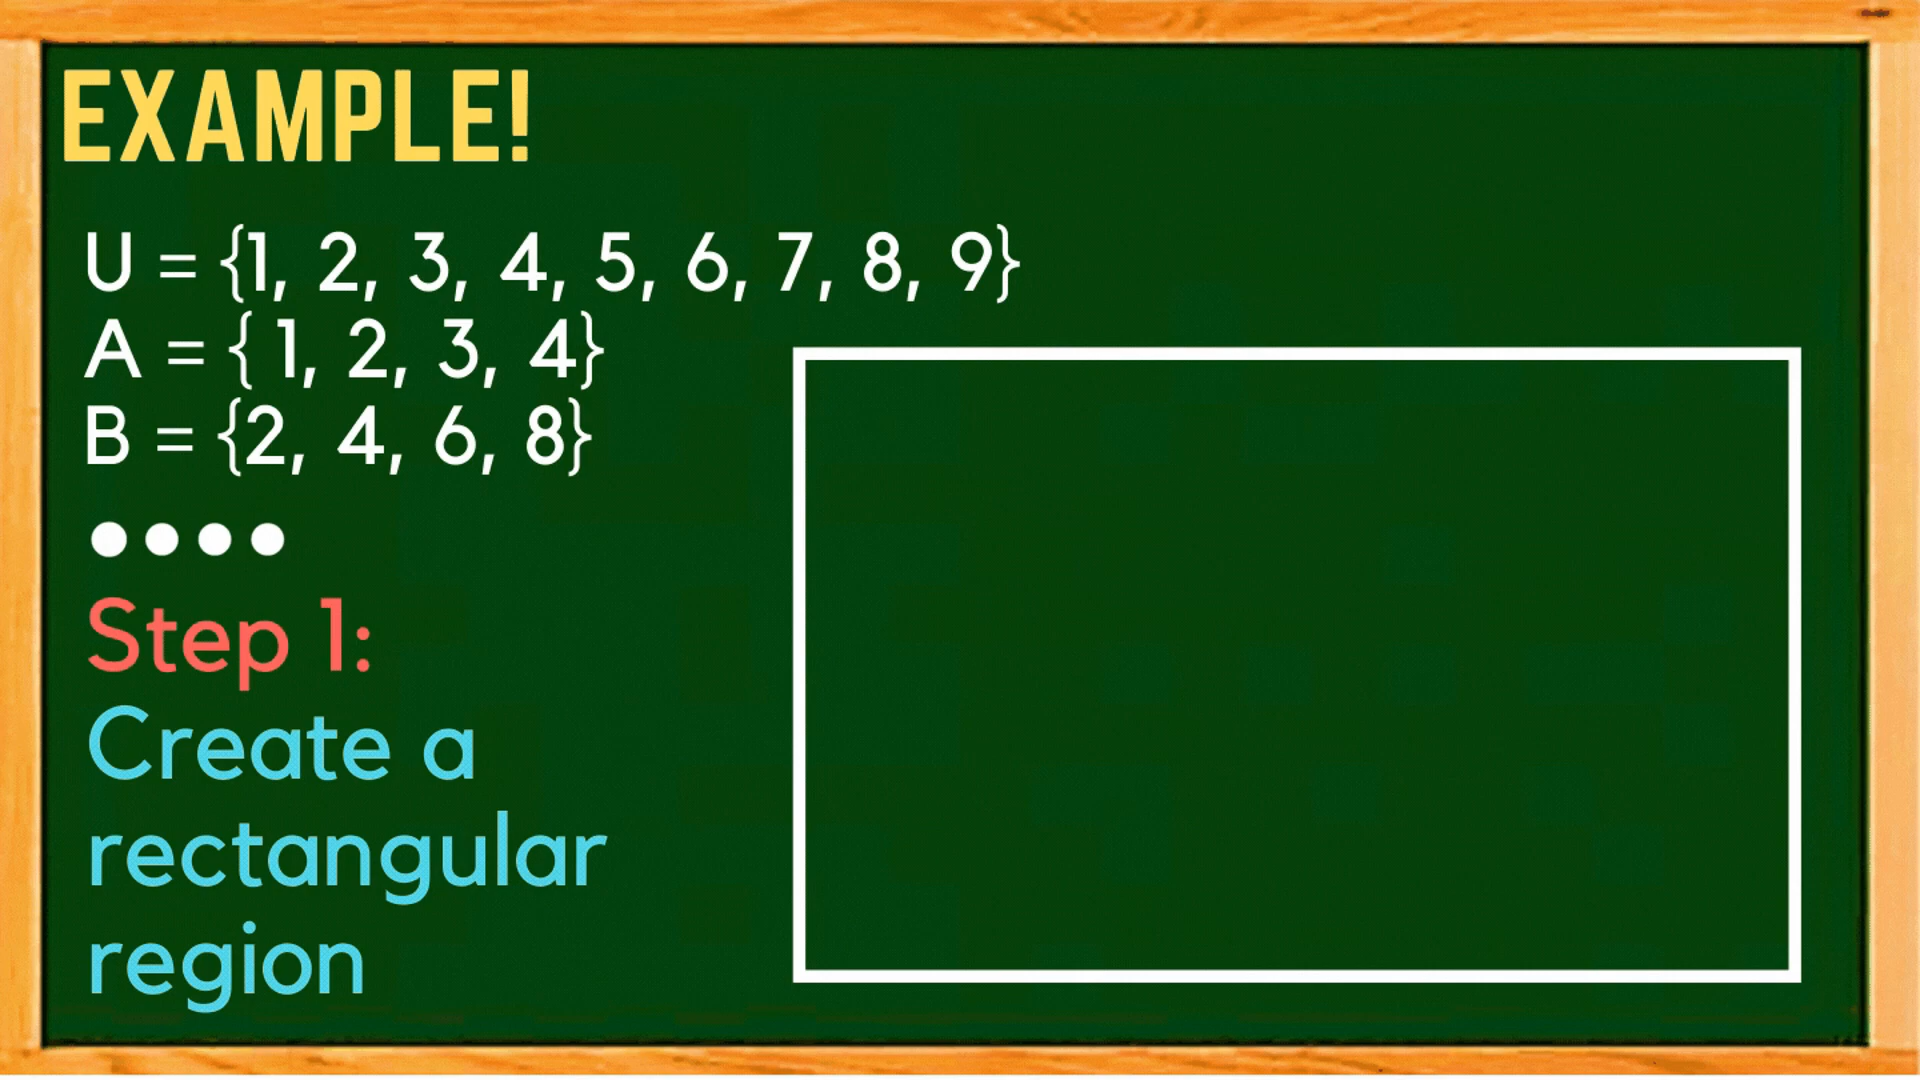 EXAMPLE!
U = {1, 2, 3, 4, 5, 6, 7, 8, 9}
A = { 1, 2, 3, 4}
B = {2, 4, 6, 8}
Step 1:
Create a
rectangular
region